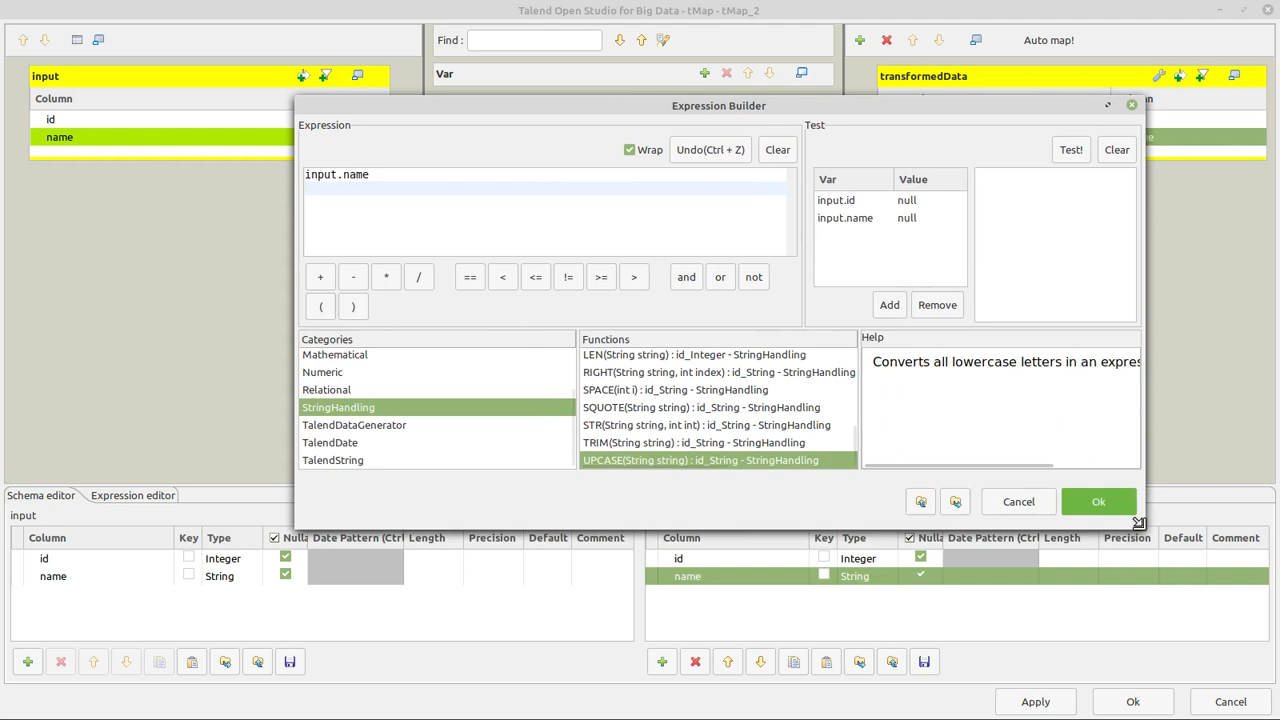 Talend Open Studio for Big Data - tMap - tMap_2
Find :
Auto map!
input
Var
transformedData
Column
id
name
Expression Builder
Expression
Wrap
Undo(Ctrl + Z)
Clear
input.name
+ - * / == < <= != >= > and or not
( )
Test
Test!
Clear
Var Value
input.id null
input.name null
Add
Remove
Categories
Mathematical
Numeric
Relational
StringHandling
TalendDataGenerator
TalendDate
TalendString
Functions
LEN(String string) : id_Integer - StringHandling
RIGHT(String string, int index) : id_String - StringHandling
SPACE(int i) : id_String - StringHandling
SQUOTE(String string) : id_String - StringHandling
STR(String string, int int) : id_String - StringHandling
TRIM(String string) : id_String - StringHandling
UPCASE(String string) : id_String - StringHandling
Help
Converts all lowercase letters in an expres
Cancel
Ok
Schema editor
Expression editor
input
Column Key Type Nulla Date Pattern (Ctrl Length Precision Default Comment
id Integer
name String
Column Key Type Nulla Date Pattern (Ctrl Length Precision Default Comment
id Integer
name String
Apply
Ok
Cancel